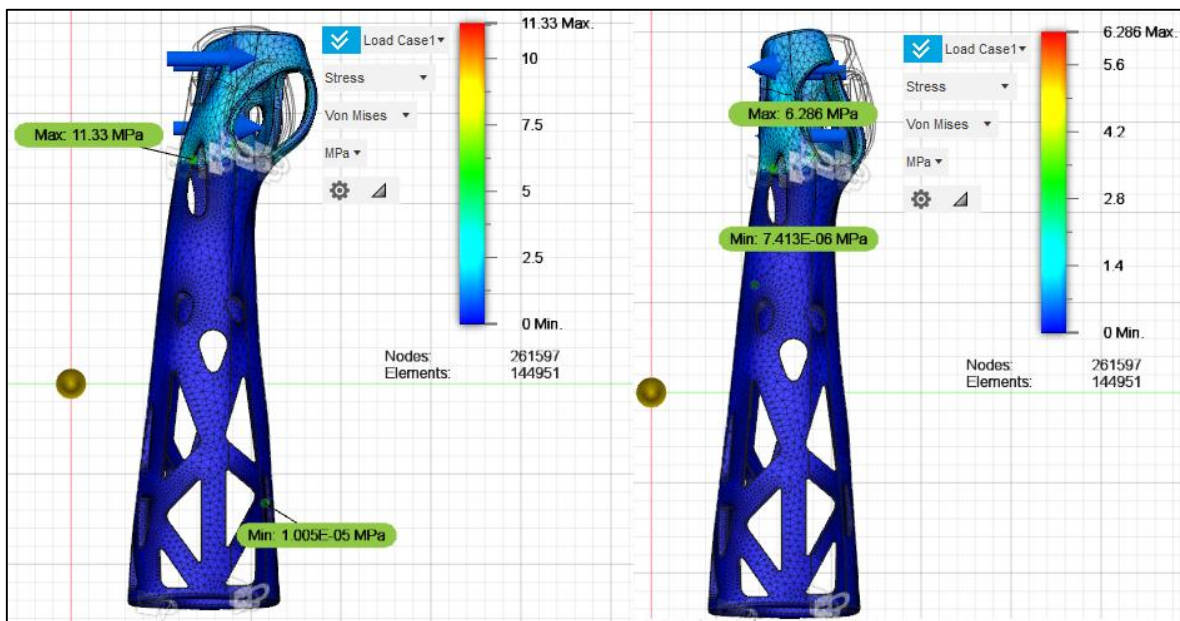 11.33 Max.
Load Case1
10
Stress
Von Mises
7.5
Max: 11.33 MPa
MPa
5
2.5
0 Min.
Nodes: 261597
Elements: 144951
Min: 1.005E-05 MPa
6.286 Max.
Load Case1
5.6
Stress
Max: 6.286 MPa
Von Mises
4.2
MPa
2.8
Min: 7.413E-06 MPa
1.4
0 Min.
Nodes: 261597
Elements: 144951